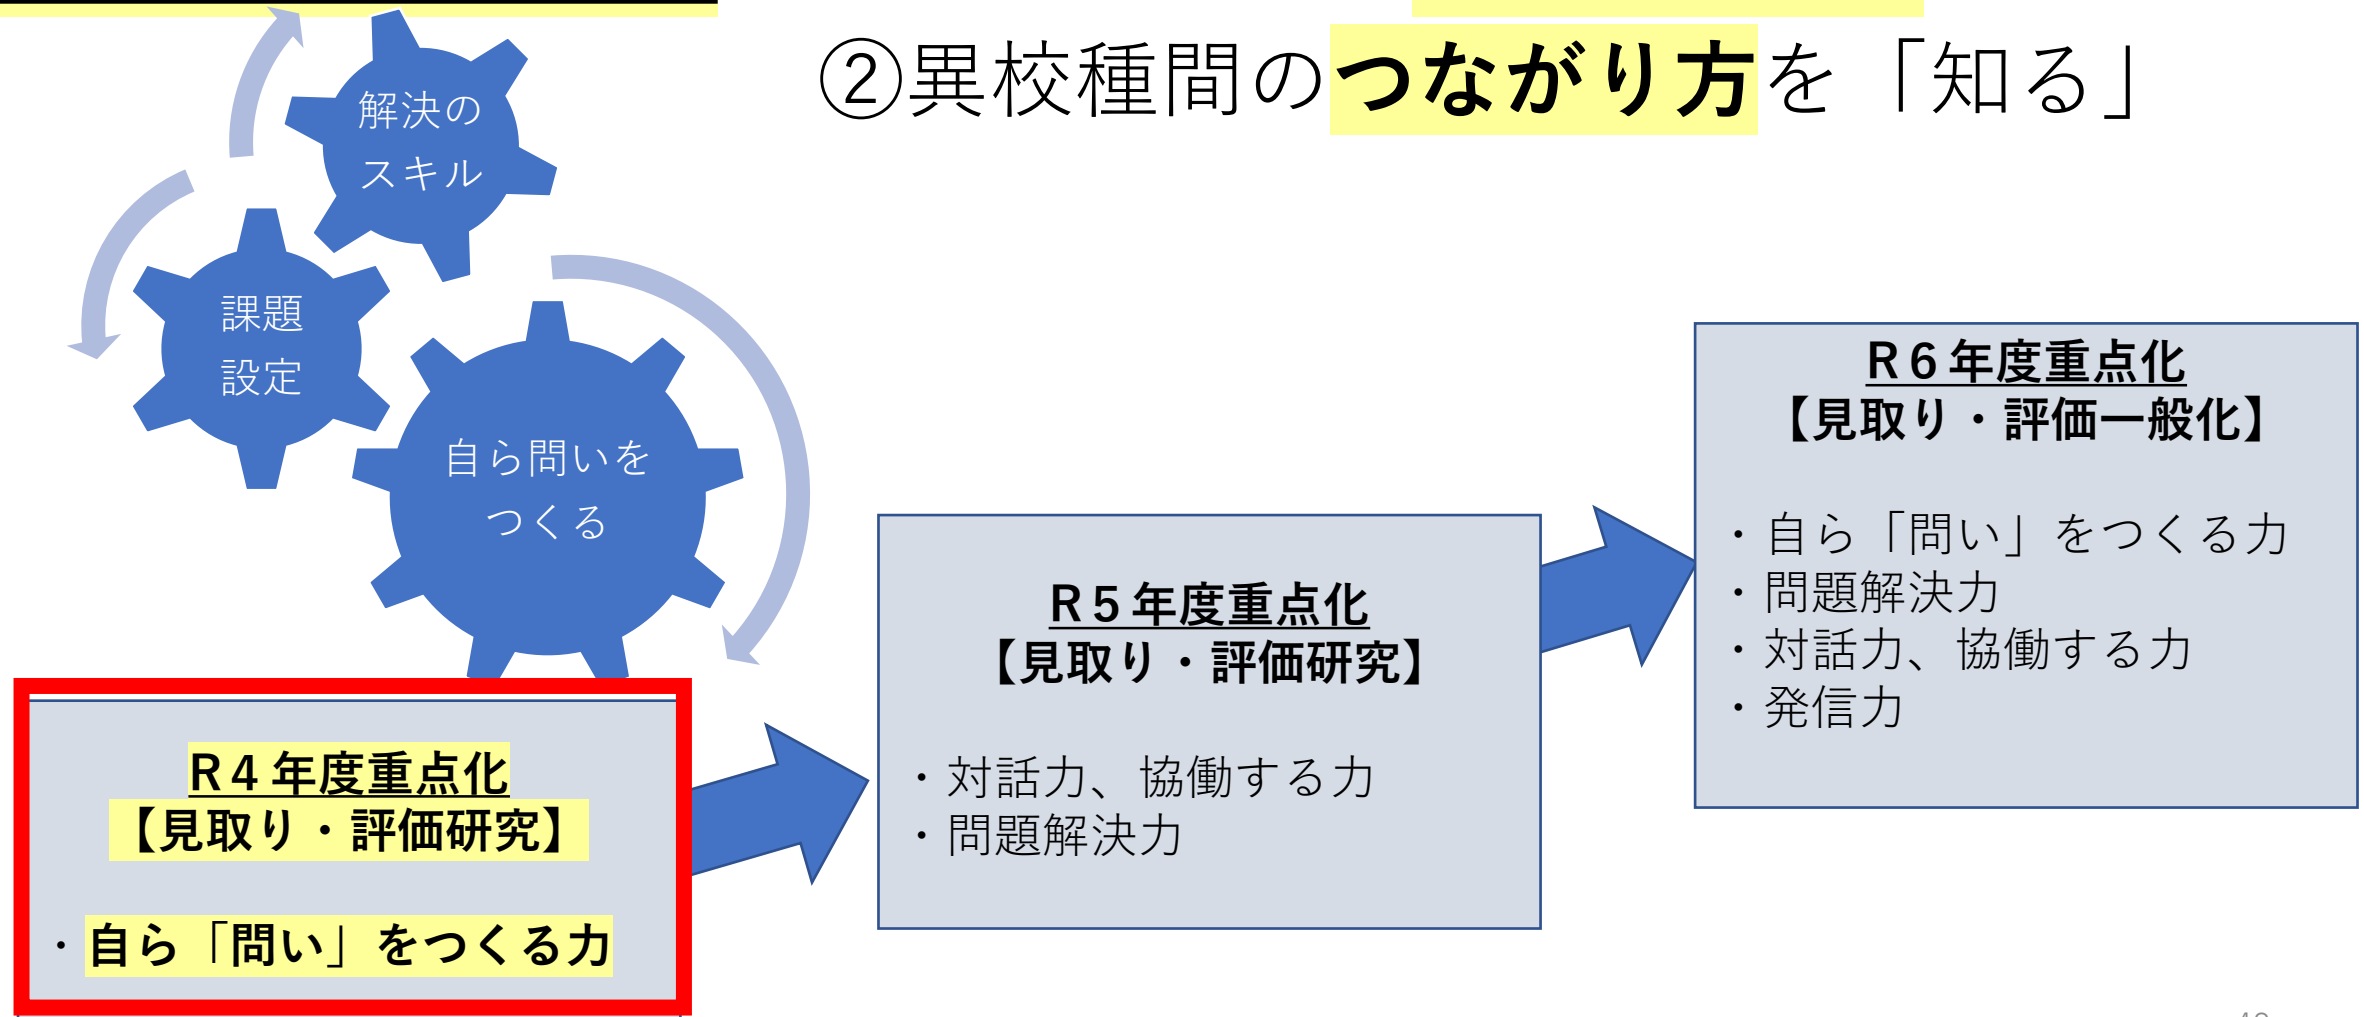 ②異校種間のつながり方を「知る」
解決の
スキル
課題
設定
自ら問いを
つくる
R4年度重点化
【見取り・評価研究】
・自ら「問い」をつくる力
R5年度重点化
【見取り・評価研究】
・対話力、協働する力
・問題解決力
R6年度重点化
【見取り・評価一般化】
・自ら「問い」をつくる力
・問題解決力
・対話力、協働する力
・発信力